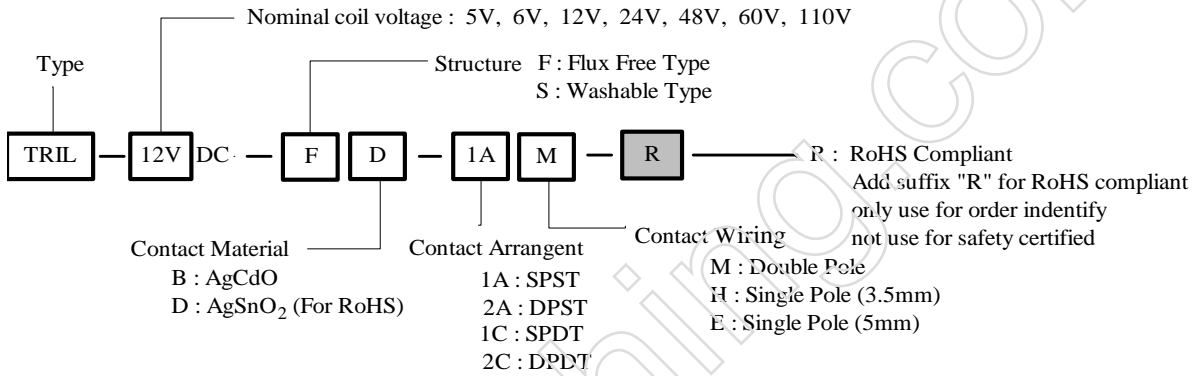 Nominal coil voltage : 5V, 6V, 12V, 24V, 48V, 60V, 110V
Type
Structure F : Flux Free Type
S : Washable Type
TRIL 12V DC F D 1A M R
R : RoHS Compliant
Add suffix "R" for RoHS compliant
only use for order indentify
not use for safety certified
Contact Material
B : AgCdO
D : AgSnO2 (For RoHS)
Contact Arrangent
1A : SPST
2A : DPST
1C : SPDT
2C : DPDT
Contact Wiring
M : Double Pole
H : Single Pole (3.5mm)
E : Single Pole (5mm)
hing.co